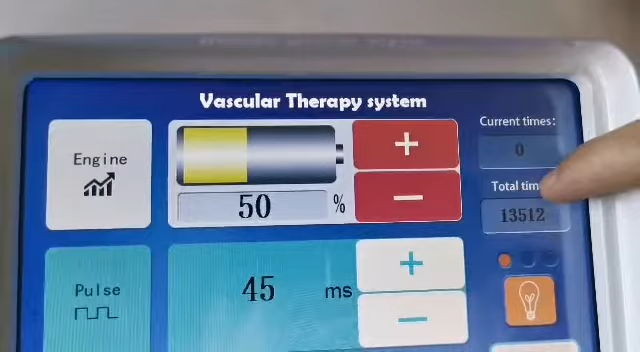 Vascular Therapy system
Engine
+
50 %
−
Current times:
0
Total tim
13512
Pulse
45 ms
+
−